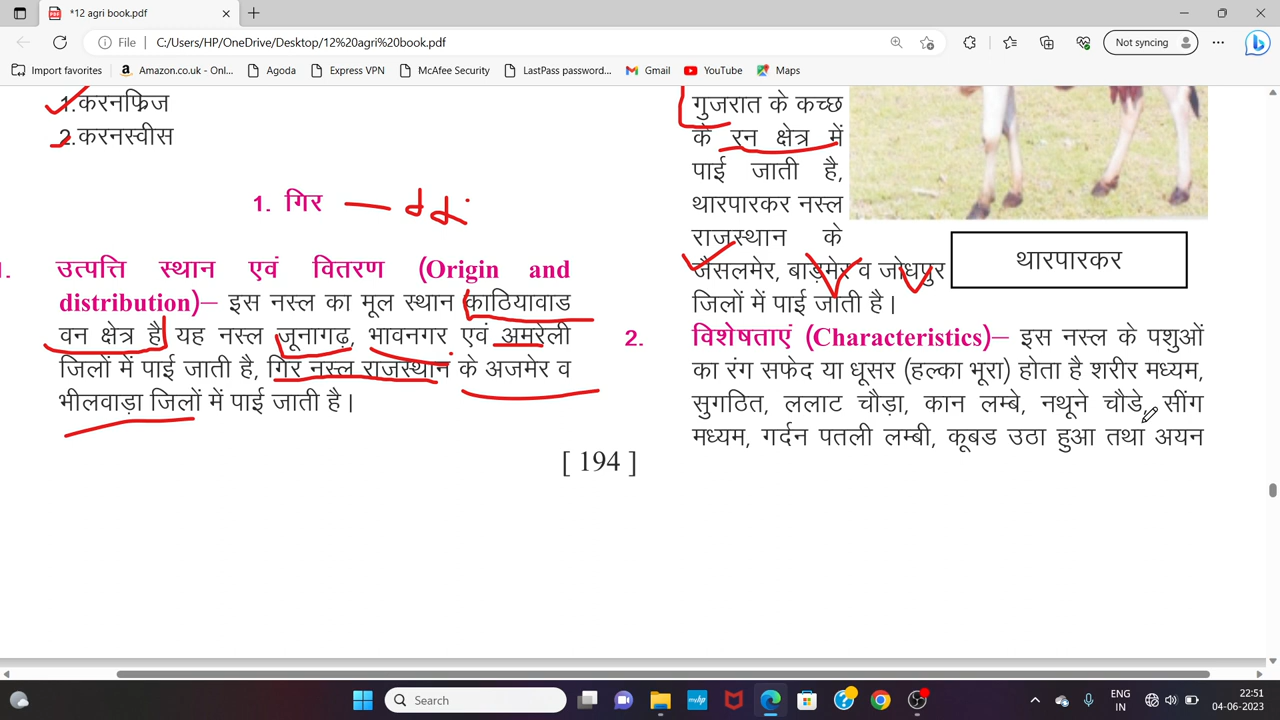 *12 agri book.pdf
File
C:/Users/HP/OneDrive/Desktop/12%20agri%20book.pdf
Not syncing
Import favorites
Amazon.co.uk - Onl...
Agoda
Express VPN
McAfee Security
LastPass password...
Gmail
YouTube
Maps
1.करनफ्रिज
2.करनस्वीस
1. गिर
1. उत्पत्ति स्थान एवं वितरण (Origin and
distribution)– इस नस्ल का मूल स्थान काठियावाड
वन क्षेत्र है यह नस्ल जूनागढ़, भावनगर एवं अमरेली
जिलों में पाई जाती है, गिर नस्ल राजस्थान के अजमेर व
भीलवाड़ा जिलों में पाई जाती है।
[ 194 ]
गुजरात के कच्छ
के रन क्षेत्र में
पाई जाती है,
थारपारकर नस्ल
राजस्थान के
जैसलमेर, बाड़मेर व जोधपुर
जिलों में पाई जाती है।
थारपारकर
2. विशेषताएं (Characteristics)– इस नस्ल के पशुओं
का रंग सफेद या धूसर (हल्का भूरा) होता है शरीर मध्यम,
सुगठित, ललाट चौड़ा, कान लम्बे, नथूने चौडे, सींग
मध्यम, गर्दन पतली लम्बी, कूबड उठा हुआ तथा अयन
Search
ENG
IN
22:51
04-06-2023